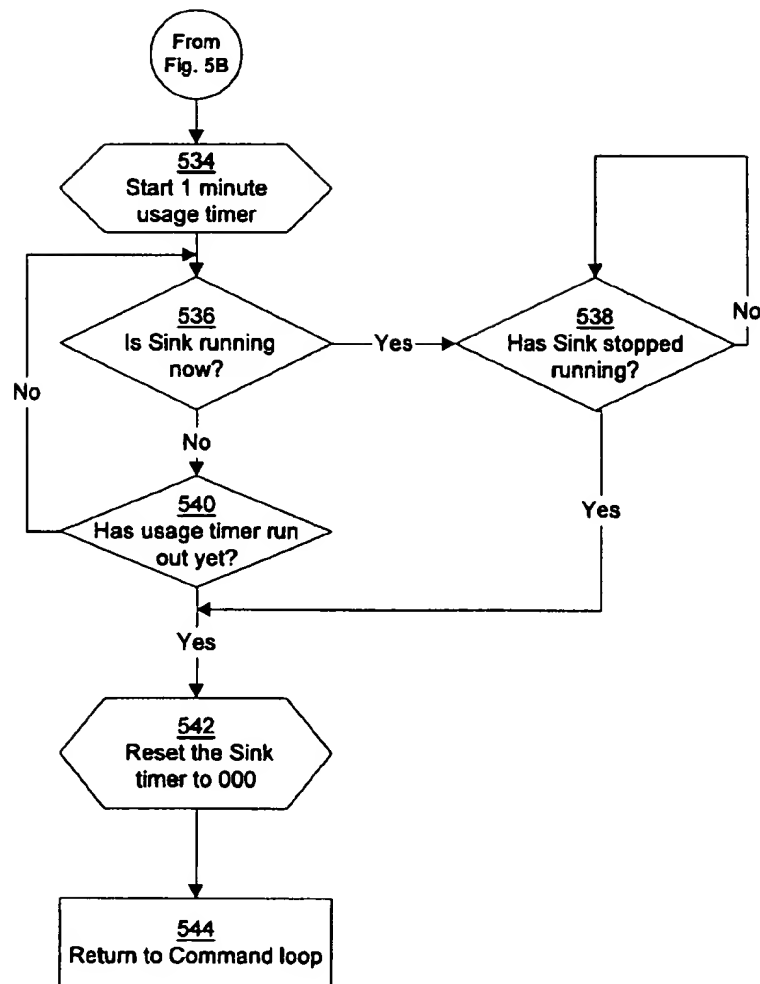 From
Fig. 5B
534
Start 1 minute
usage timer
536
Is Sink running
now?
Yes
538
Has Sink stopped
running?
No
No
No
540
Has usage timer run
out yet?
Yes
Yes
542
Reset the Sink
timer to 000
544
Return to Command loop